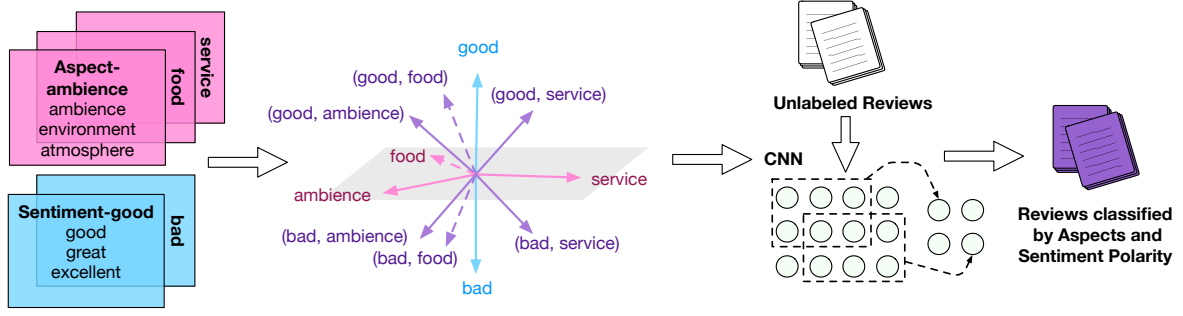 service
food
Aspect-
ambience
ambience
environment
atmosphere
bad
Sentiment-good
good
great
excellent
good
(good, food)
(good, service)
(good, ambience)
food
service
ambience
(bad, ambience)
(bad, service)
(bad, food)
bad
Unlabeled Reviews
CNN
Reviews classified
by Aspects and
Sentiment Polarity